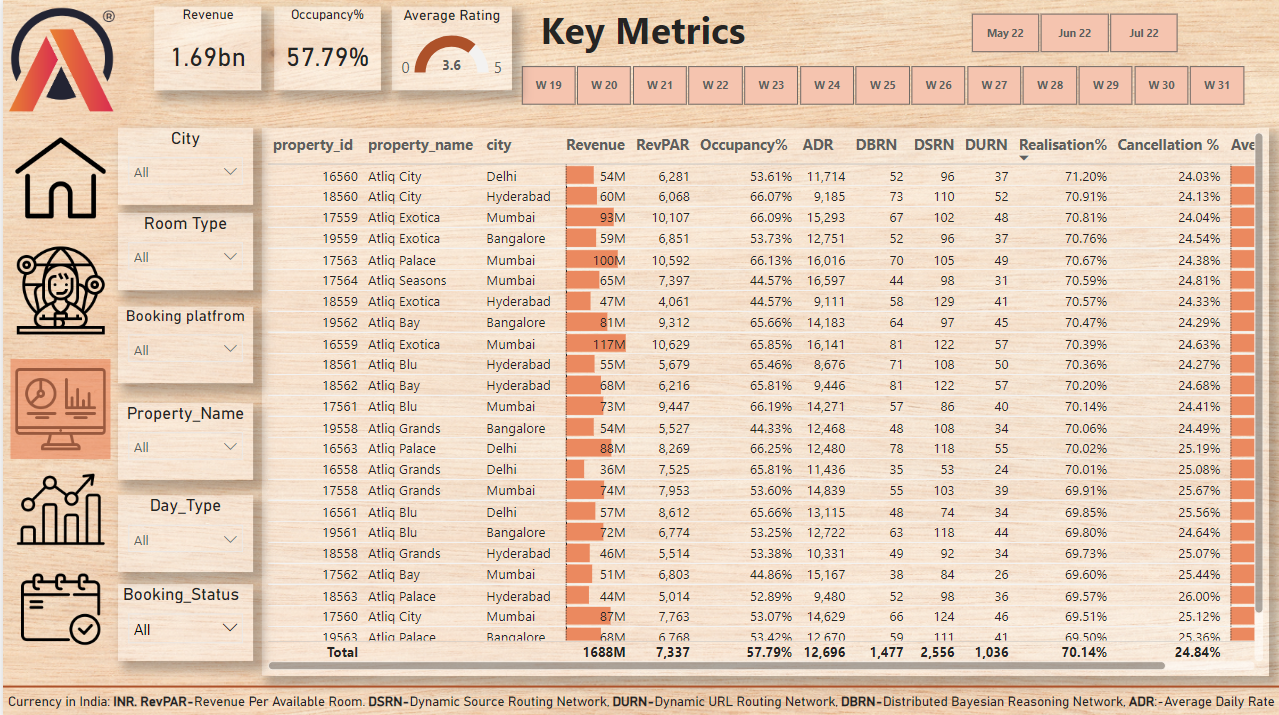 ®
Revenue
1.69bn
Occupancy%
57.79%
Average Rating
0 3.6 5
Key Metrics
May 22 Jun 22 Jul 22
W 19 W 20 W 21 W 22 W 23 W 24 W 25 W 26 W 27 W 28 W 29 W 30 W 31
City
All
Room Type
All
Booking platfrom
All
Property_Name
All
Day_Type
All
Booking_Status
All
property_id property_name city Revenue RevPAR Occupancy% ADR DBRN DSRN DURN Realisation% Cancellation % Ave
16560 Atliq City Delhi 54M 6,281 53.61% 11,714 52 96 37 71.20% 24.03%
18560 Atliq City Hyderabad 60M 6,068 66.07% 9,185 73 110 52 70.91% 24.13%
17559 Atliq Exotica Mumbai 93M 10,107 66.09% 15,293 67 102 48 70.81% 24.04%
19559 Atliq Exotica Bangalore 59M 6,851 53.73% 12,751 52 96 37 70.76% 24.54%
17563 Atliq Palace Mumbai 100M 10,592 66.13% 16,016 70 105 49 70.67% 24.38%
17564 Atliq Seasons Mumbai 65M 7,397 44.57% 16,597 44 98 31 70.59% 24.81%
18559 Atliq Exotica Hyderabad 47M 4,061 44.57% 9,111 58 129 41 70.57% 24.33%
19562 Atliq Bay Bangalore 81M 9,312 65.66% 14,183 64 97 45 70.47% 24.29%
16559 Atliq Exotica Mumbai 117M 10,629 65.85% 16,141 81 122 57 70.39% 24.63%
18561 Atliq Blu Hyderabad 55M 5,679 65.46% 8,676 71 108 50 70.36% 24.27%
18562 Atliq Bay Hyderabad 68M 6,216 65.81% 9,446 81 122 57 70.20% 24.68%
17561 Atliq Blu Mumbai 73M 9,447 66.19% 14,271 57 86 40 70.14% 24.41%
19558 Atliq Grands Bangalore 54M 5,527 44.33% 12,468 48 108 34 70.06% 24.49%
16563 Atliq Palace Delhi 88M 8,269 66.25% 12,480 78 118 55 70.02% 25.19%
16558 Atliq Grands Delhi 36M 7,525 65.81% 11,436 35 53 24 70.01% 25.08%
17558 Atliq Grands Mumbai 74M 7,953 53.60% 14,839 55 103 39 69.91% 25.67%
16561 Atliq Blu Delhi 57M 8,612 65.66% 13,115 48 74 34 69.85% 25.56%
19561 Atliq Blu Bangalore 72M 6,774 53.25% 12,722 63 118 44 69.80% 24.64%
18558 Atliq Grands Hyderabad 46M 5,514 53.38% 10,331 49 92 34 69.73% 25.07%
17562 Atliq Bay Mumbai 51M 6,803 44.86% 15,167 38 84 26 69.60% 25.44%
18563 Atliq Palace Hyderabad 44M 5,014 52.89% 9,480 52 98 36 69.57% 26.00%
17560 Atliq City Mumbai 87M 7,763 53.07% 14,629 66 124 46 69.51% 25.12%
19563 Atliq Palace Bangalore 68M 6,768 53.42% 12,670 59 111 41 69.50% 25.36%
Total 1688M 7,337 57.79% 12,696 1,477 2,556 1,036 70.14% 24.84%
Currency in India: INR. RevPAR-Revenue Per Available Room. DSRN-Dynamic Source Routing Network, DURN-Dynamic URL Routing Network, DBRN-Distributed Bayesian Reasoning Network, ADR:-Average Daily Rate